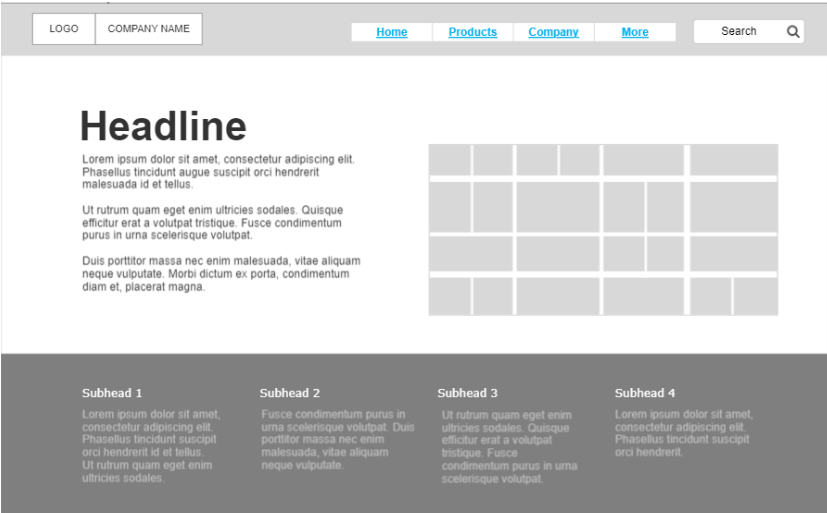 LOGO
COMPANY NAME
Home
Products
Company
More
Search
Headline
Lorem ipsum dolor sit amet, consectetur adipiscing elit.
Phasellus tincidunt augue suscipit orci hendrerit
malesuada id et tellus.
Ut rutrum quam eget enim ultricies sodales. Quisque
efficitur erat a volutpat tristique. Fusce condimentum
purus in urna scelerisque volutpat.
Duis porttitor massa nec enim malesuada, vitae aliquam
neque vulputate. Morbi dictum ex porta, condimentum
diam et, placerat magna.
Subhead 1
Lorem ipsum dolor sit amet,
consectetur adipiscing elit.
Phasellus tincidunt suscipit
orci hendrerit id et tellus.
Ut rutrum quam eget enim
ultricies sodales.
Subhead 2
Fusce condimentum purus in
urna scelerisque volutpat. Duis
porttitor massa nec enim
malesuada, vitae aliquam
neque vulputate.
Subhead 3
Ut rutrum quam eget enim
ultricies sodales. Quisque
efficitur erat a volutpat
tristique. Fusce
condimentum purus in urna
scelerisque volutpat.
Subhead 4
Lorem ipsum dolor sit amet,
consectetur adipiscing elit.
Phasellus tincidunt suscipit
orci hendrerit.